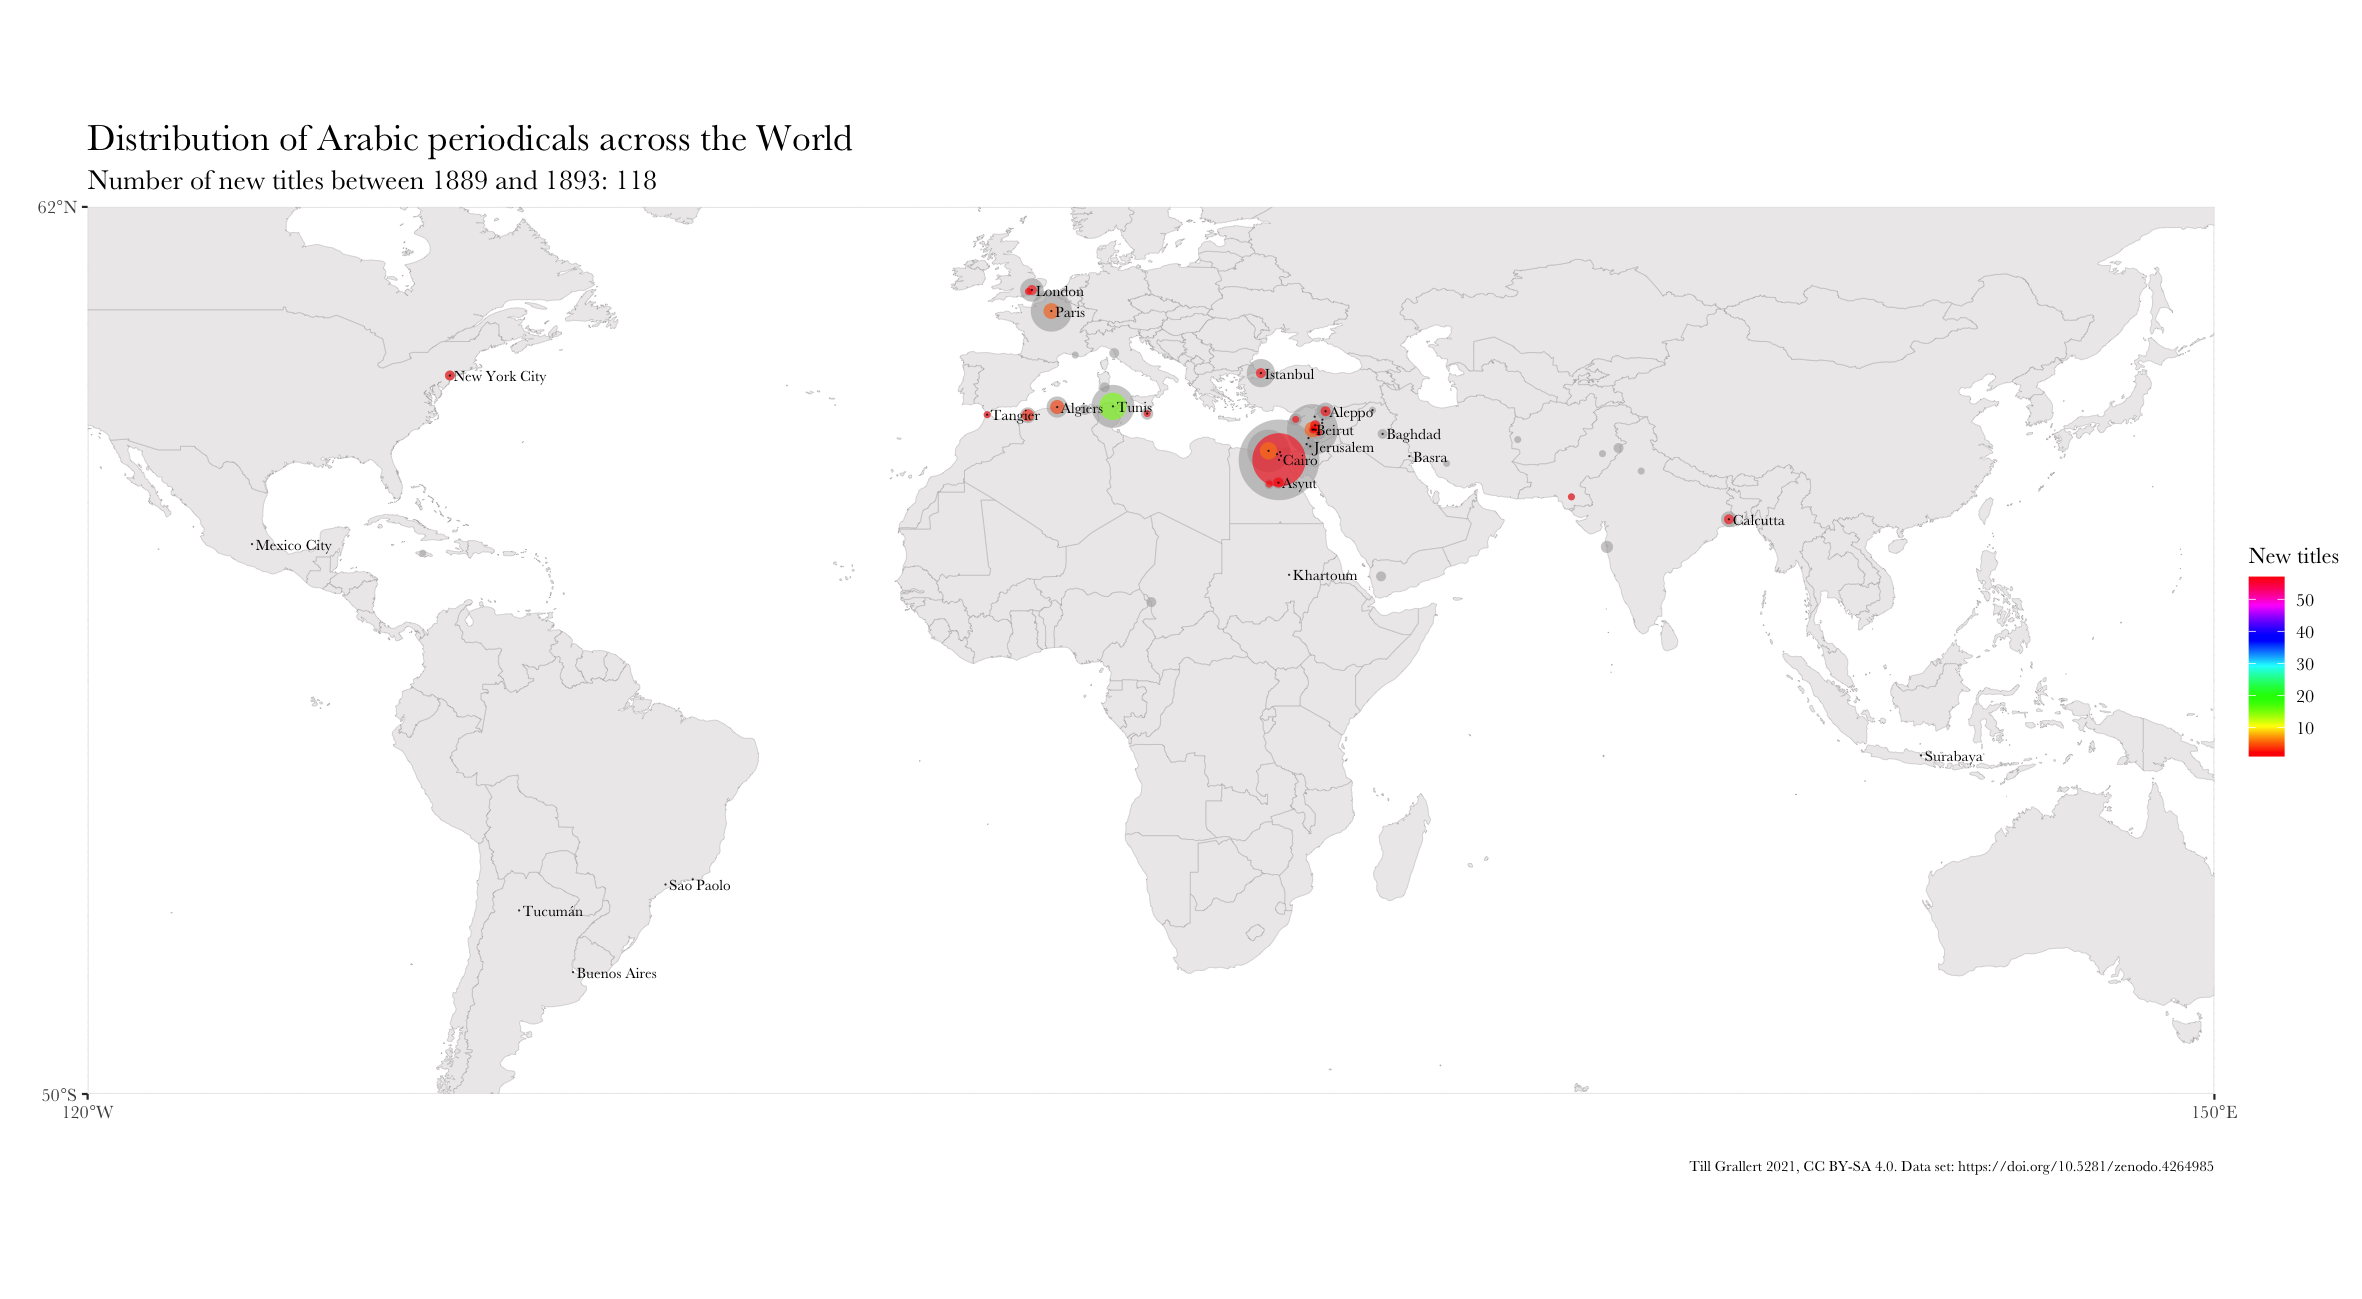 Distribution of Arabic periodicals across the World
Number of new titles between 1889 and 1893: 118
62°N
London
Paris
New York City
Istanbul
Tangier
Algiers
Tunis
Aleppo
Beirut
Baghdad
Jerusalem
Cairo
Basra
Asyut
Calcutta
Mexico City
Khartoum
New titles
50
40
30
20
10
Surabaya
Sao Paolo
Tucumán
Buenos Aires
50°S
120°W
150°E
Till Grallert 2021, CC BY-SA 4.0. Data set: https://doi.org/10.5281/zenodo.4264985